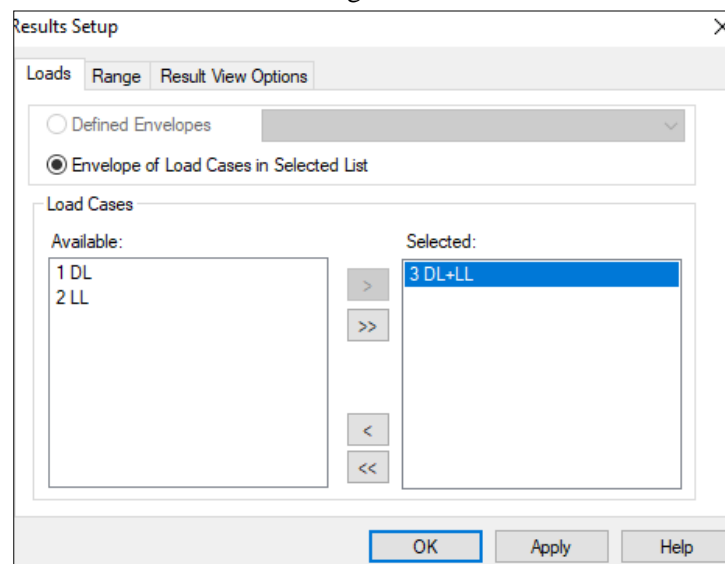 Results Setup
Loads Range Result View Options
Defined Envelopes
Envelope of Load Cases in Selected List
Load Cases
Available: Selected:
1 DL
2 LL
3 DL+LL
>
>>
<
<<
OK Apply Help